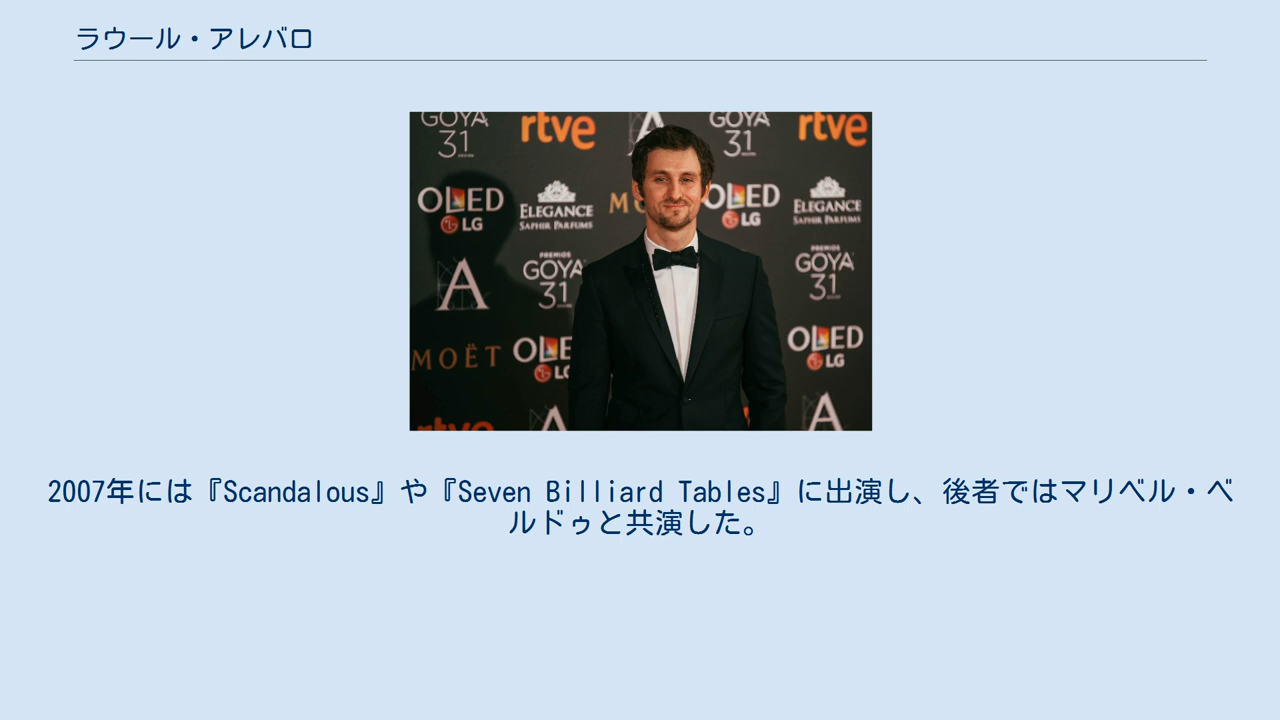 ラウール・アレバロ
GOYA rtve A GOYA rtve
31 31
OLED ELEGANCE MO OLED ELEGANCE
LG SAPHIR PARFUMS LG SAPHIR PARFUMS
PREMIOS PREMIOS
A GOYA GOYA
31 31
MOËT OLED OLED
LG LG
rtve A A
2007年には『Scandalous』や『Seven Billiard Tables』に出演し、後者ではマリベル・ベ
ルドゥと共演した。